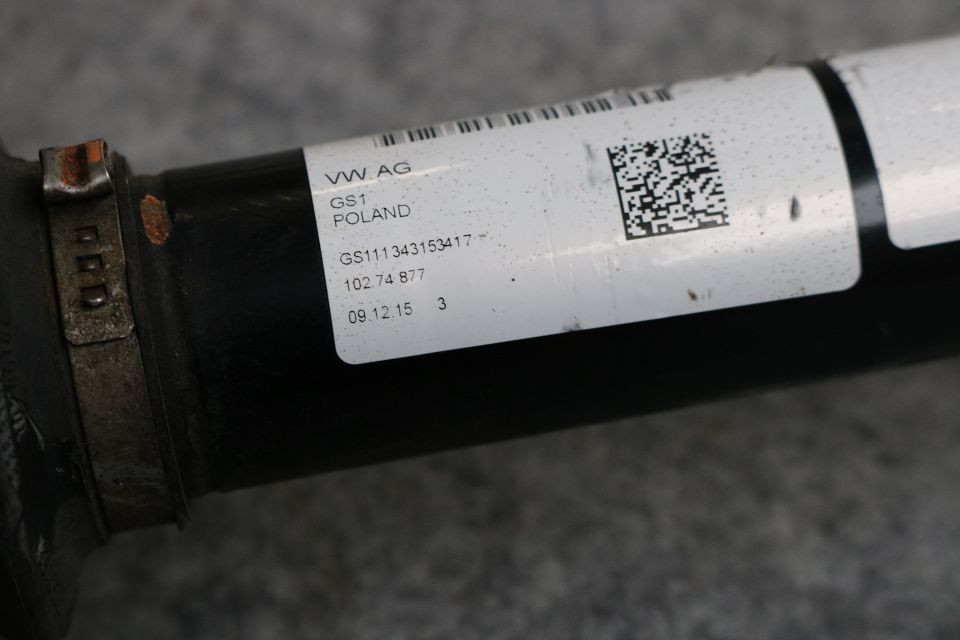 VW AG
GS1
POLAND
GS111343153417
102.74 877
09.12.15 3